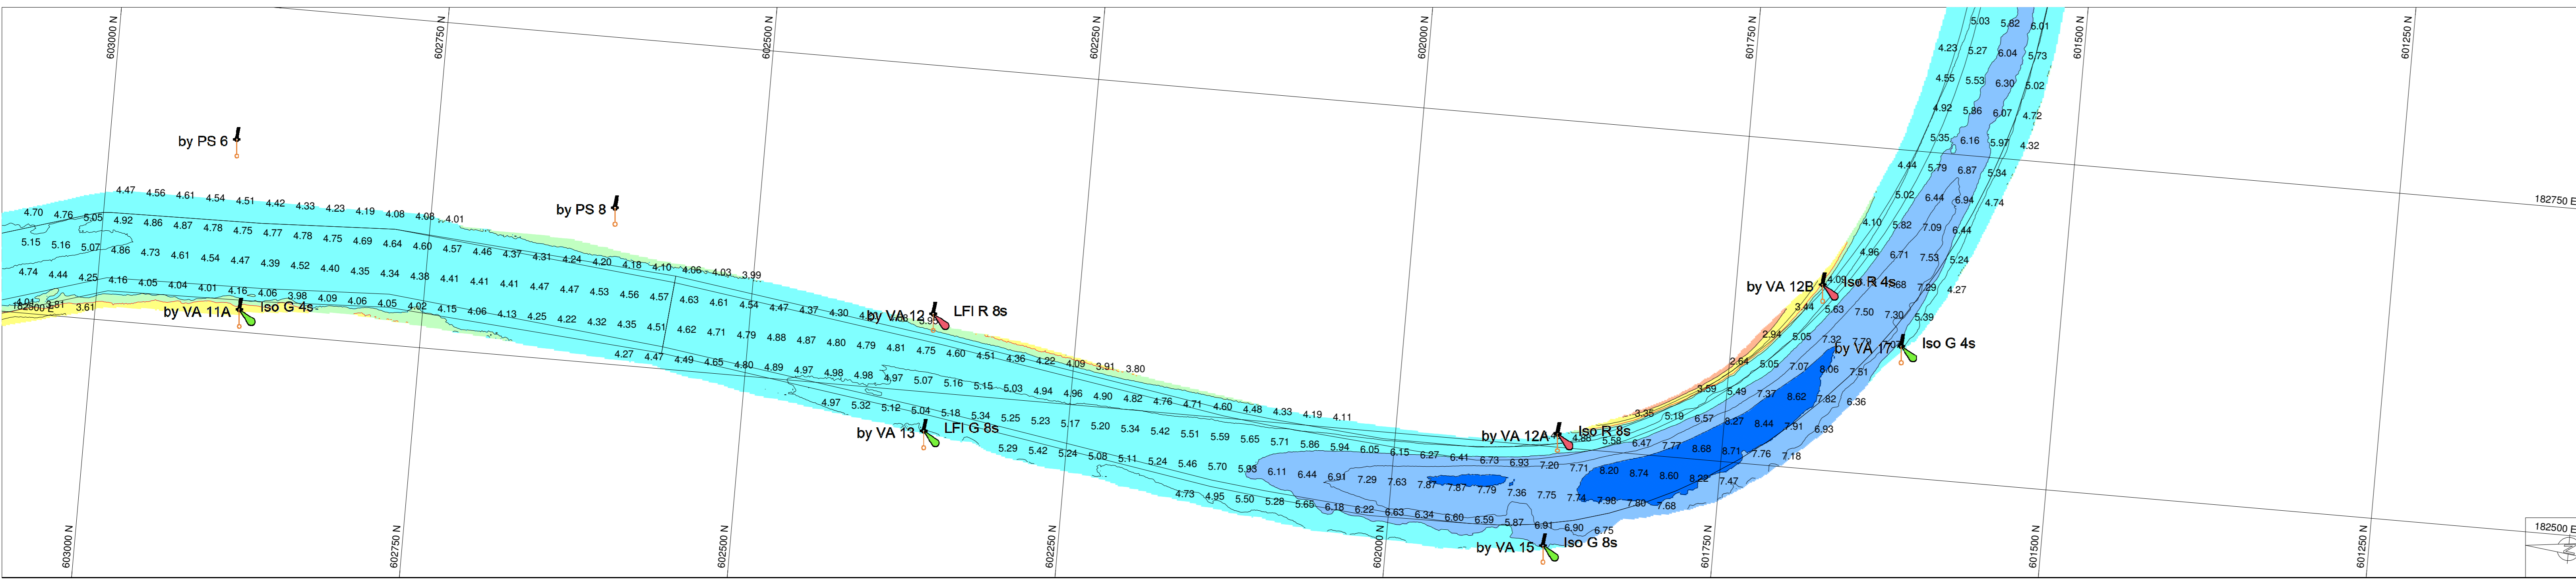 603000 N
602750 N
602500 N
602250 N
602000 N
601750 N
601500 N
601250 N
5.03 5.82 6.01
4.23 5.27 6.04 5.73
4.55 5.53 6.30 5.02
4.92 5.86 6.07 4.72
5.35 6.16 5.97 4.32
4.44 5.79 6.87 5.34
5.02 6.44 6.94 4.74
4.10 5.82 7.09 6.44
4.96 6.71 7.53 5.24
by PS 6
by PS 8
182750 E
4.47 4.56 4.61 4.54 4.51 4.42 4.33 4.23 4.19 4.08 4.08 4.01
4.70 4.76 5.05 4.92 4.86 4.87 4.78 4.75 4.77 4.78 4.75 4.69 4.64 4.60 4.57 4.46 4.37 4.31 4.24 4.20 4.18 4.10 4.06 4.03 3.99
5.15 5.16 5.07 4.86 4.73 4.61 4.54 4.47 4.39 4.52 4.40 4.35 4.34 4.38 4.41 4.41 4.41 4.47 4.47 4.53 4.56 4.57 4.63 4.61 4.54 4.47 4.37 4.30
4.74 4.44 4.25 4.16 4.05 4.04 4.01 4.16 4.06 3.98 4.09 4.06 4.05 4.02 4.15 4.06 4.13 4.25 4.22 4.32 4.35 4.51 4.62 4.71 4.79 4.88 4.87 4.80 4.79 4.81 4.75 4.60 4.51 4.36 4.22 4.09 3.91 3.80
4.01 3.81 3.61
182500 E
by VA 11A
Iso G 4s
by VA 12
3.95
LFl R 8s
by VA 12B
4.09
Iso R 4s
7.29 4.27
3.44 5.63 7.50 7.30 5.39
2.94 5.05 7.32 7.79
by VA 17
Iso G 4s
2.64 5.05 7.07 8.06 7.51
3.59 5.49 7.37 8.62 7.82 6.36
4.27 4.47 4.49 4.65 4.80 4.89 4.97 4.98 4.98 4.97 5.07 5.16 5.15 5.03 4.94 4.96 4.90 4.82 4.76 4.71 4.60 4.48 4.33 4.19 4.11
3.35 5.19 6.57 8.27 8.44 7.91 6.93
4.97 5.32 5.12 5.04 5.18 5.34 5.25 5.23 5.17 5.20 5.34 5.42 5.51 5.59 5.65 5.71 5.86 5.94 6.05 6.15 6.27 6.41 6.73 6.93 7.20 7.71 8.20 8.74 8.60 8.22 7.47
by VA 13
LFl G 8s
by VA 12A
Iso R 8s
4.88 5.58 6.47 7.77 8.68 8.71 7.76 7.18
5.29 5.42 5.24 5.08 5.11 5.24 5.46 5.70 5.93 6.11 6.44 6.91 7.29 7.63 7.87 7.87 7.79 7.36 7.75 7.74 7.98 7.80 7.68
4.73 4.95 5.50 5.28 5.65 6.18 6.22 6.63 6.34 6.60 6.59 5.87 6.91 6.90 6.75
by VA 15
Iso G 8s
182500 E
603000 N
602750 N
602500 N
602250 N
602000 N
601750 N
601500 N
601250 N
N